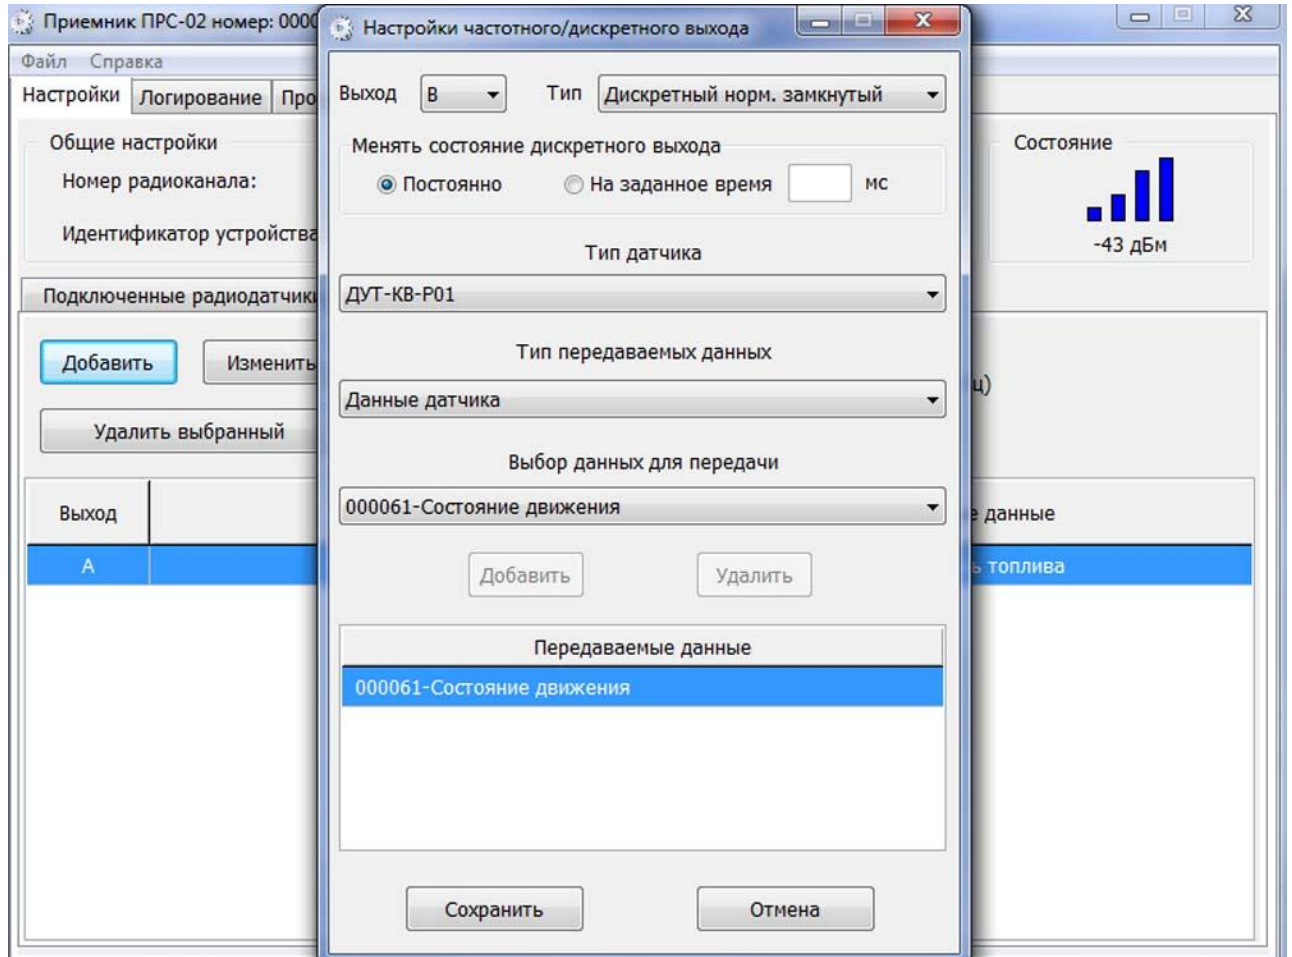 Приемник ПРС-02 номер: 0000
Файл Справка
Настройки Логирование Про
Общие настройки
Номер радиоканала:
Идентификатор устройства
Подключенные радиодатчики
Добавить Изменить
Удалить выбранный
Выход
A
Настройки частотного/дискретного выхода
Выход B Тип Дискретный норм. замкнутый
Менять состояние дискретного выхода
Постоянно На заданное время мс
Тип датчика
ДУТ-КВ-Р01
Тип передаваемых данных
Данные датчика
Выбор данных для передачи
000061-Состояние движения
Добавить Удалить
Передаваемые данные
000061-Состояние движения
Сохранить Отмена
Состояние
-43 дБм
ц)
е данные
ь топлива